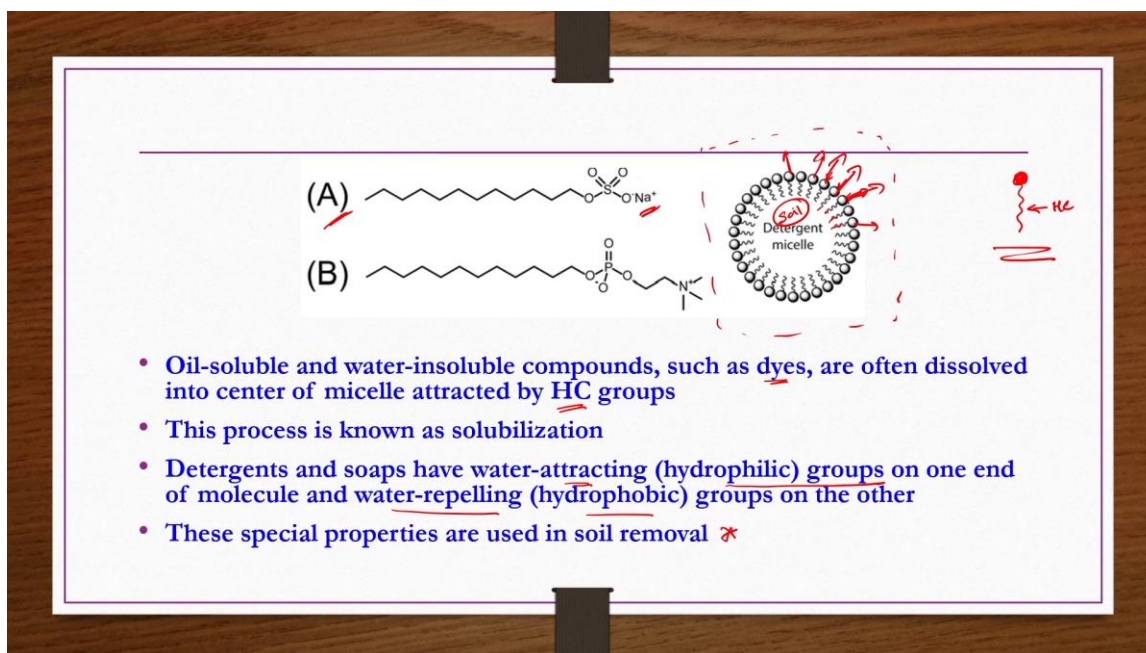 (A)
O O
S
O O⁻Na⁺
soil
Detergent
micelle
HC
(B)
O
O P O
O⁻
N⁺
• Oil-soluble and water-insoluble compounds, such as dyes, are often dissolved
into center of micelle attracted by HC groups
• This process is known as solubilization
• Detergents and soaps have water-attracting (hydrophilic) groups on one end
of molecule and water-repelling (hydrophobic) groups on the other
• These special properties are used in soil removal *